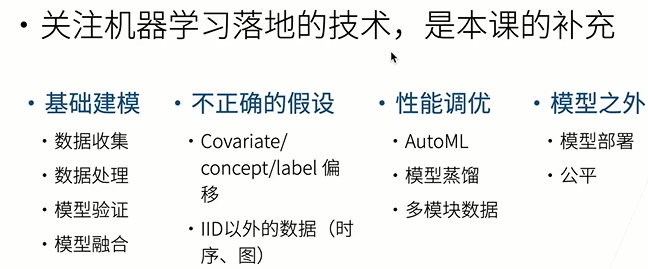 • 关注机器学习落地的技术，是本课的补充
• 基础建模
• 数据收集
• 数据处理
• 模型验证
• 模型融合
• 不正确的假设
• Covariate/
concept/label 偏
移
• IID以外的数据（时
序、图）
• 性能调优
• AutoML
• 模型蒸馏
• 多模块数据
• 模型之外
• 模型部署
• 公平